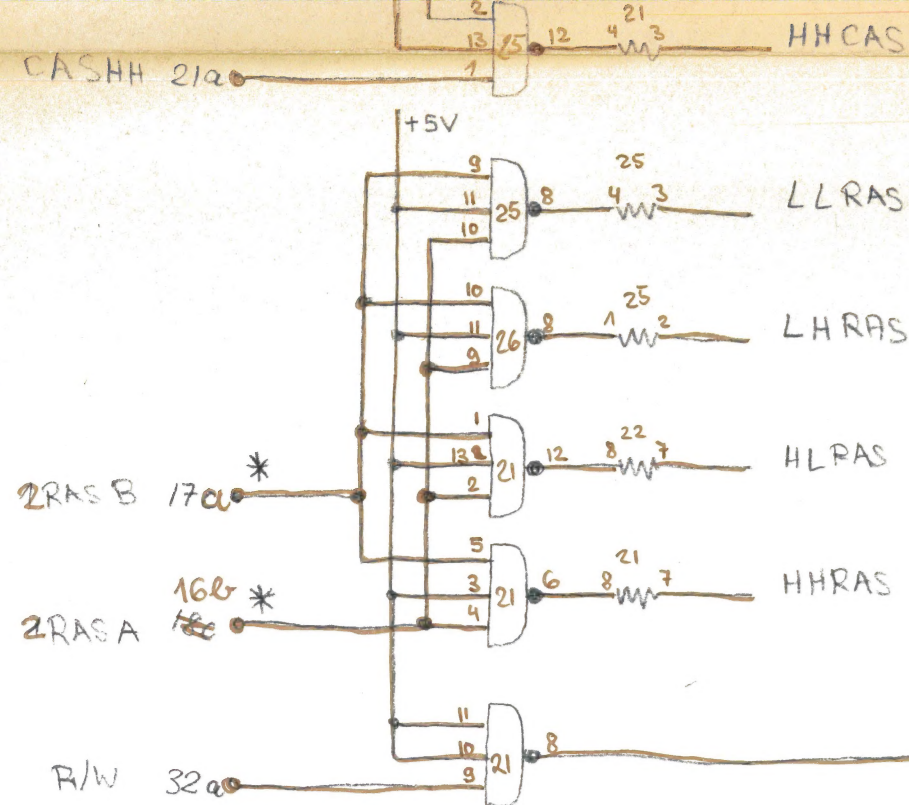 2
21
13 25 12 4 3 HHCAS
CASHH 21a 1
+5V
9 25
11 25 8 4 3 LLRAS
10
10 25
11 26 8 1 2 LHRAS
9
1 22
13 21 12 8 7 HLRAS
2RAS B 17a * 2
5 21
16b * 3 21 6 8 7 HHRAS
2RAS A 4
11
10 21 8
R/W 32a 9